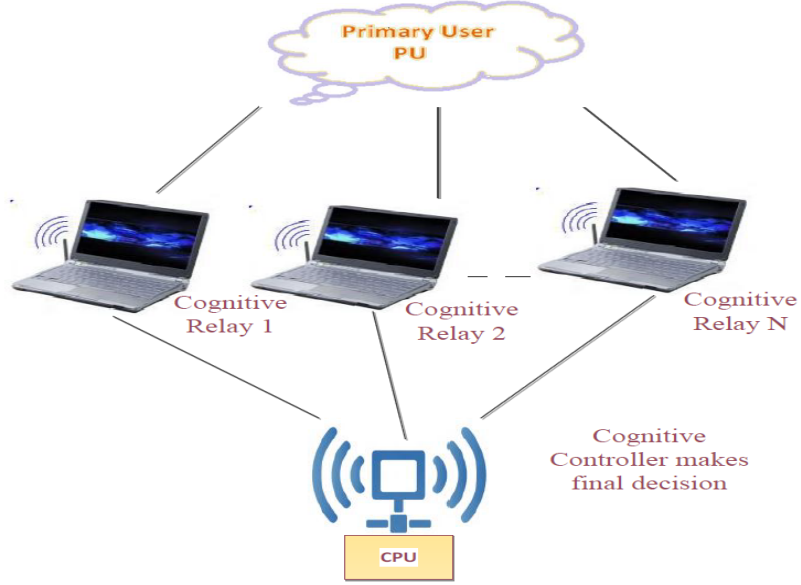 Primary User
PU
Cognitive
Relay 1
Cognitive
Relay 2
Cognitive
Relay N
Cognitive
Controller makes
final decision
CPU